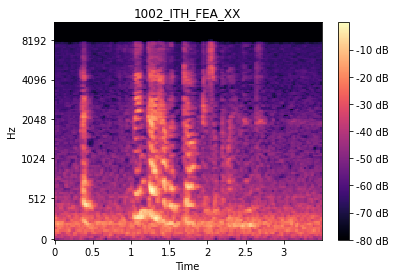 1002_ITH_FEA_XX
8192
4096
2048
1024
512
0
Hz
0 0.5 1 1.5 2 2.5 3
Time
-10 dB
-20 dB
-30 dB
-40 dB
-50 dB
-60 dB
-70 dB
-80 dB